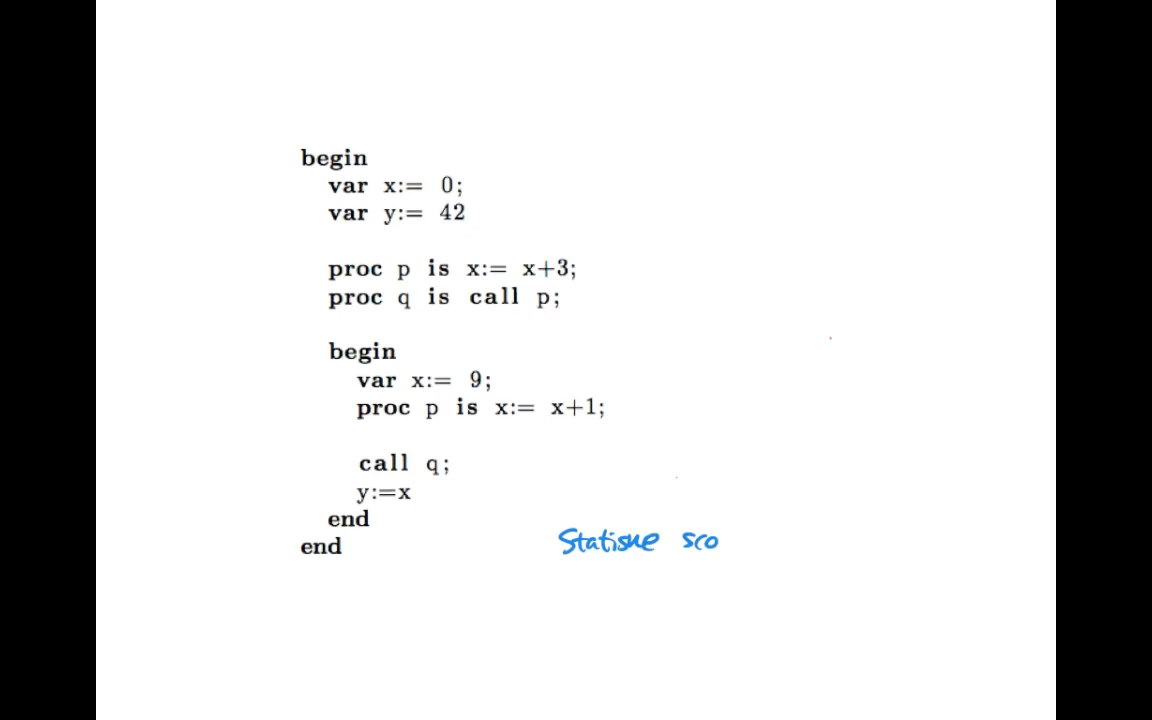 begin
var x:= 0;
var y:= 42
proc p is x:= x+3;
proc q is call p;
begin
var x:= 9;
proc p is x:= x+1;
call q;
y:=x
end
end
Statiske sco